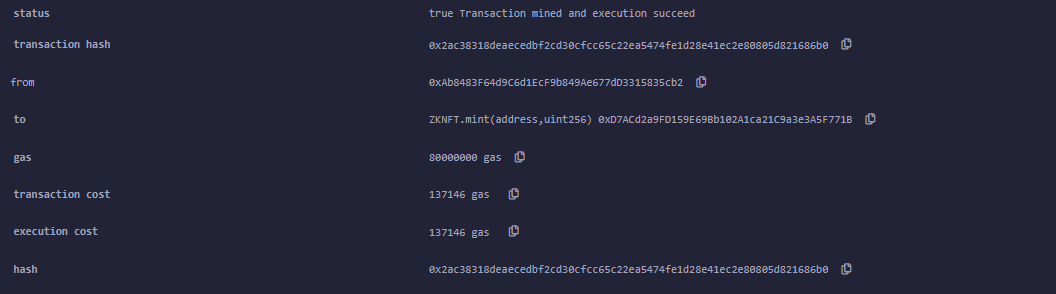 status true Transaction mined and execution succeed
transaction hash 0x2ac38318deaecedbf2cd30cfcc65c22ea5474fe1d28e41ec2e80805d821686b0
from 0xAb8483F64d9C6d1EcF9b849Ae677dD3315835cb2
to ZKNFT.mint(address,uint256) 0xD7ACd2a9FD159E69Bb102A1ca21C9a3e3A5F771B
gas 80000000 gas
transaction cost 137146 gas
execution cost 137146 gas
hash 0x2ac38318deaecedbf2cd30cfcc65c22ea5474fe1d28e41ec2e80805d821686b0